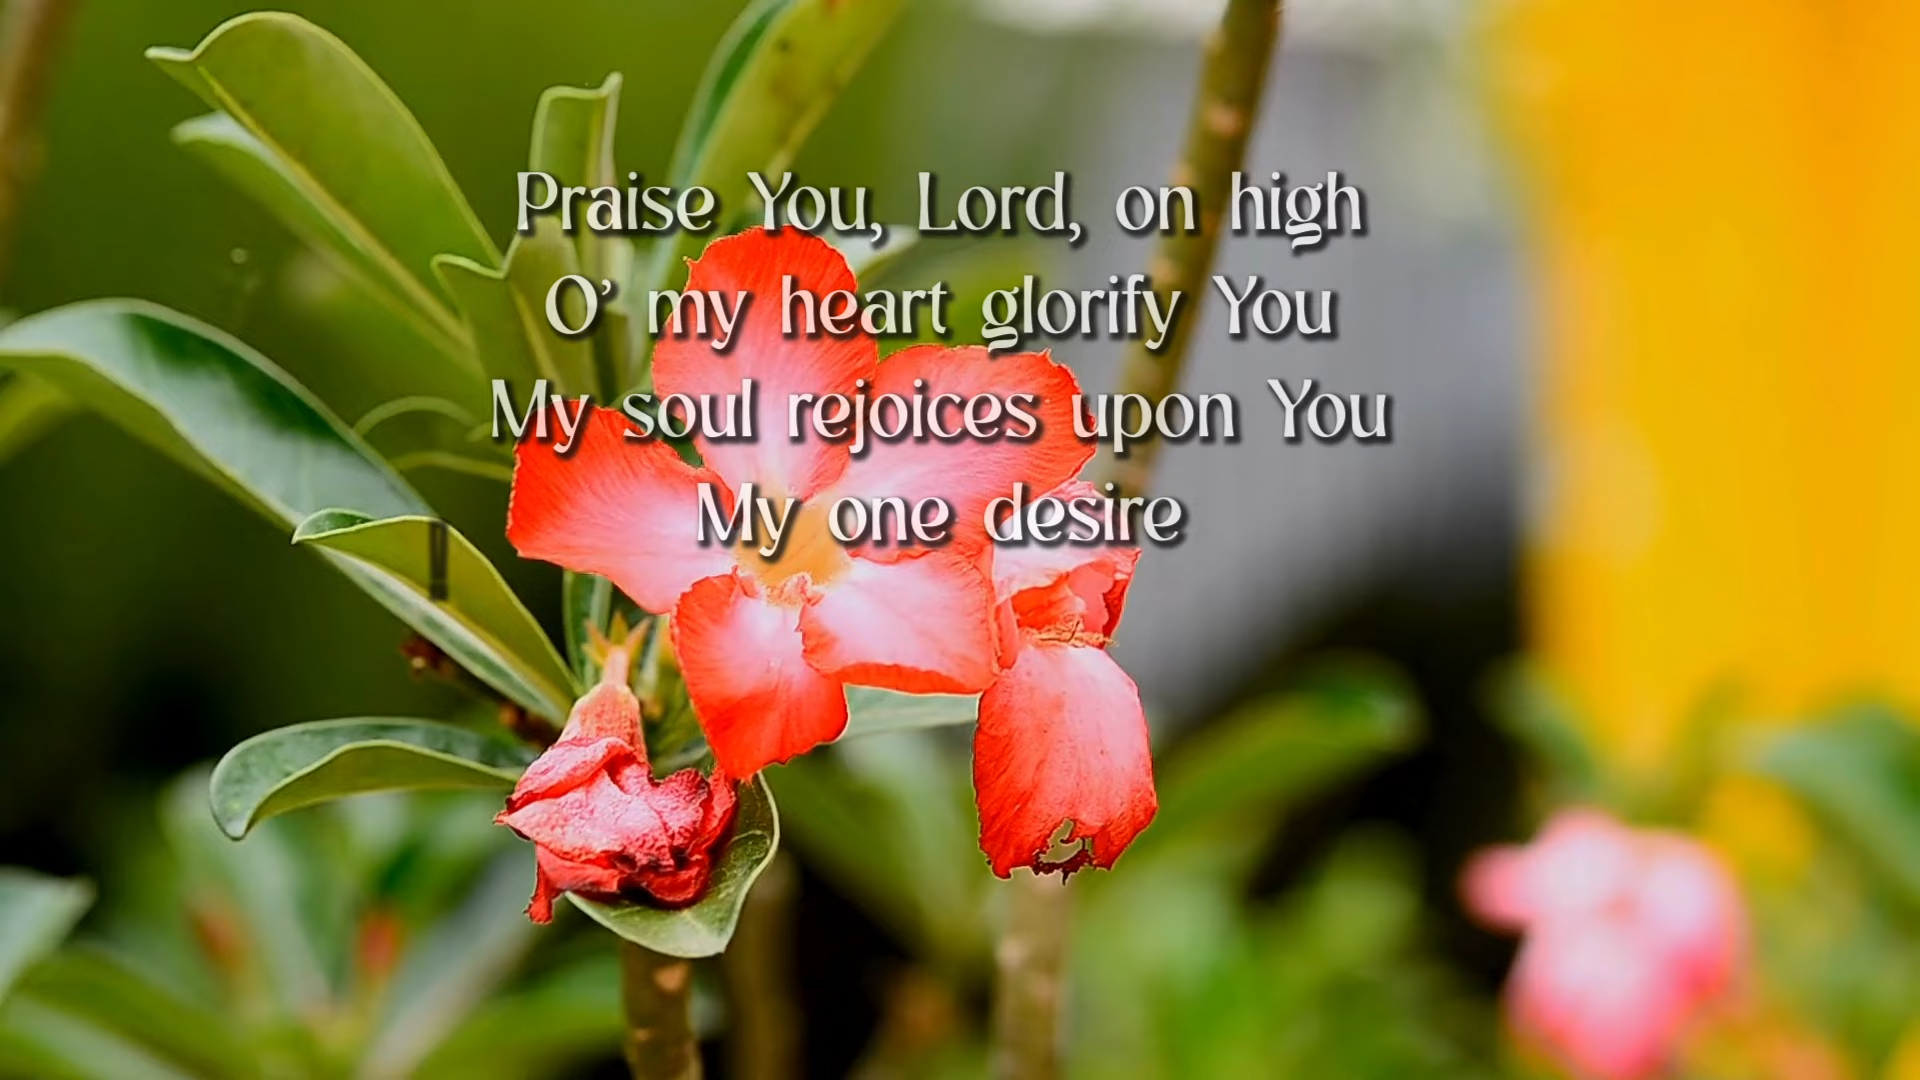 Praise You, Lord, on high
O’ my heart glorify You
My soul rejoices upon You
My one desire